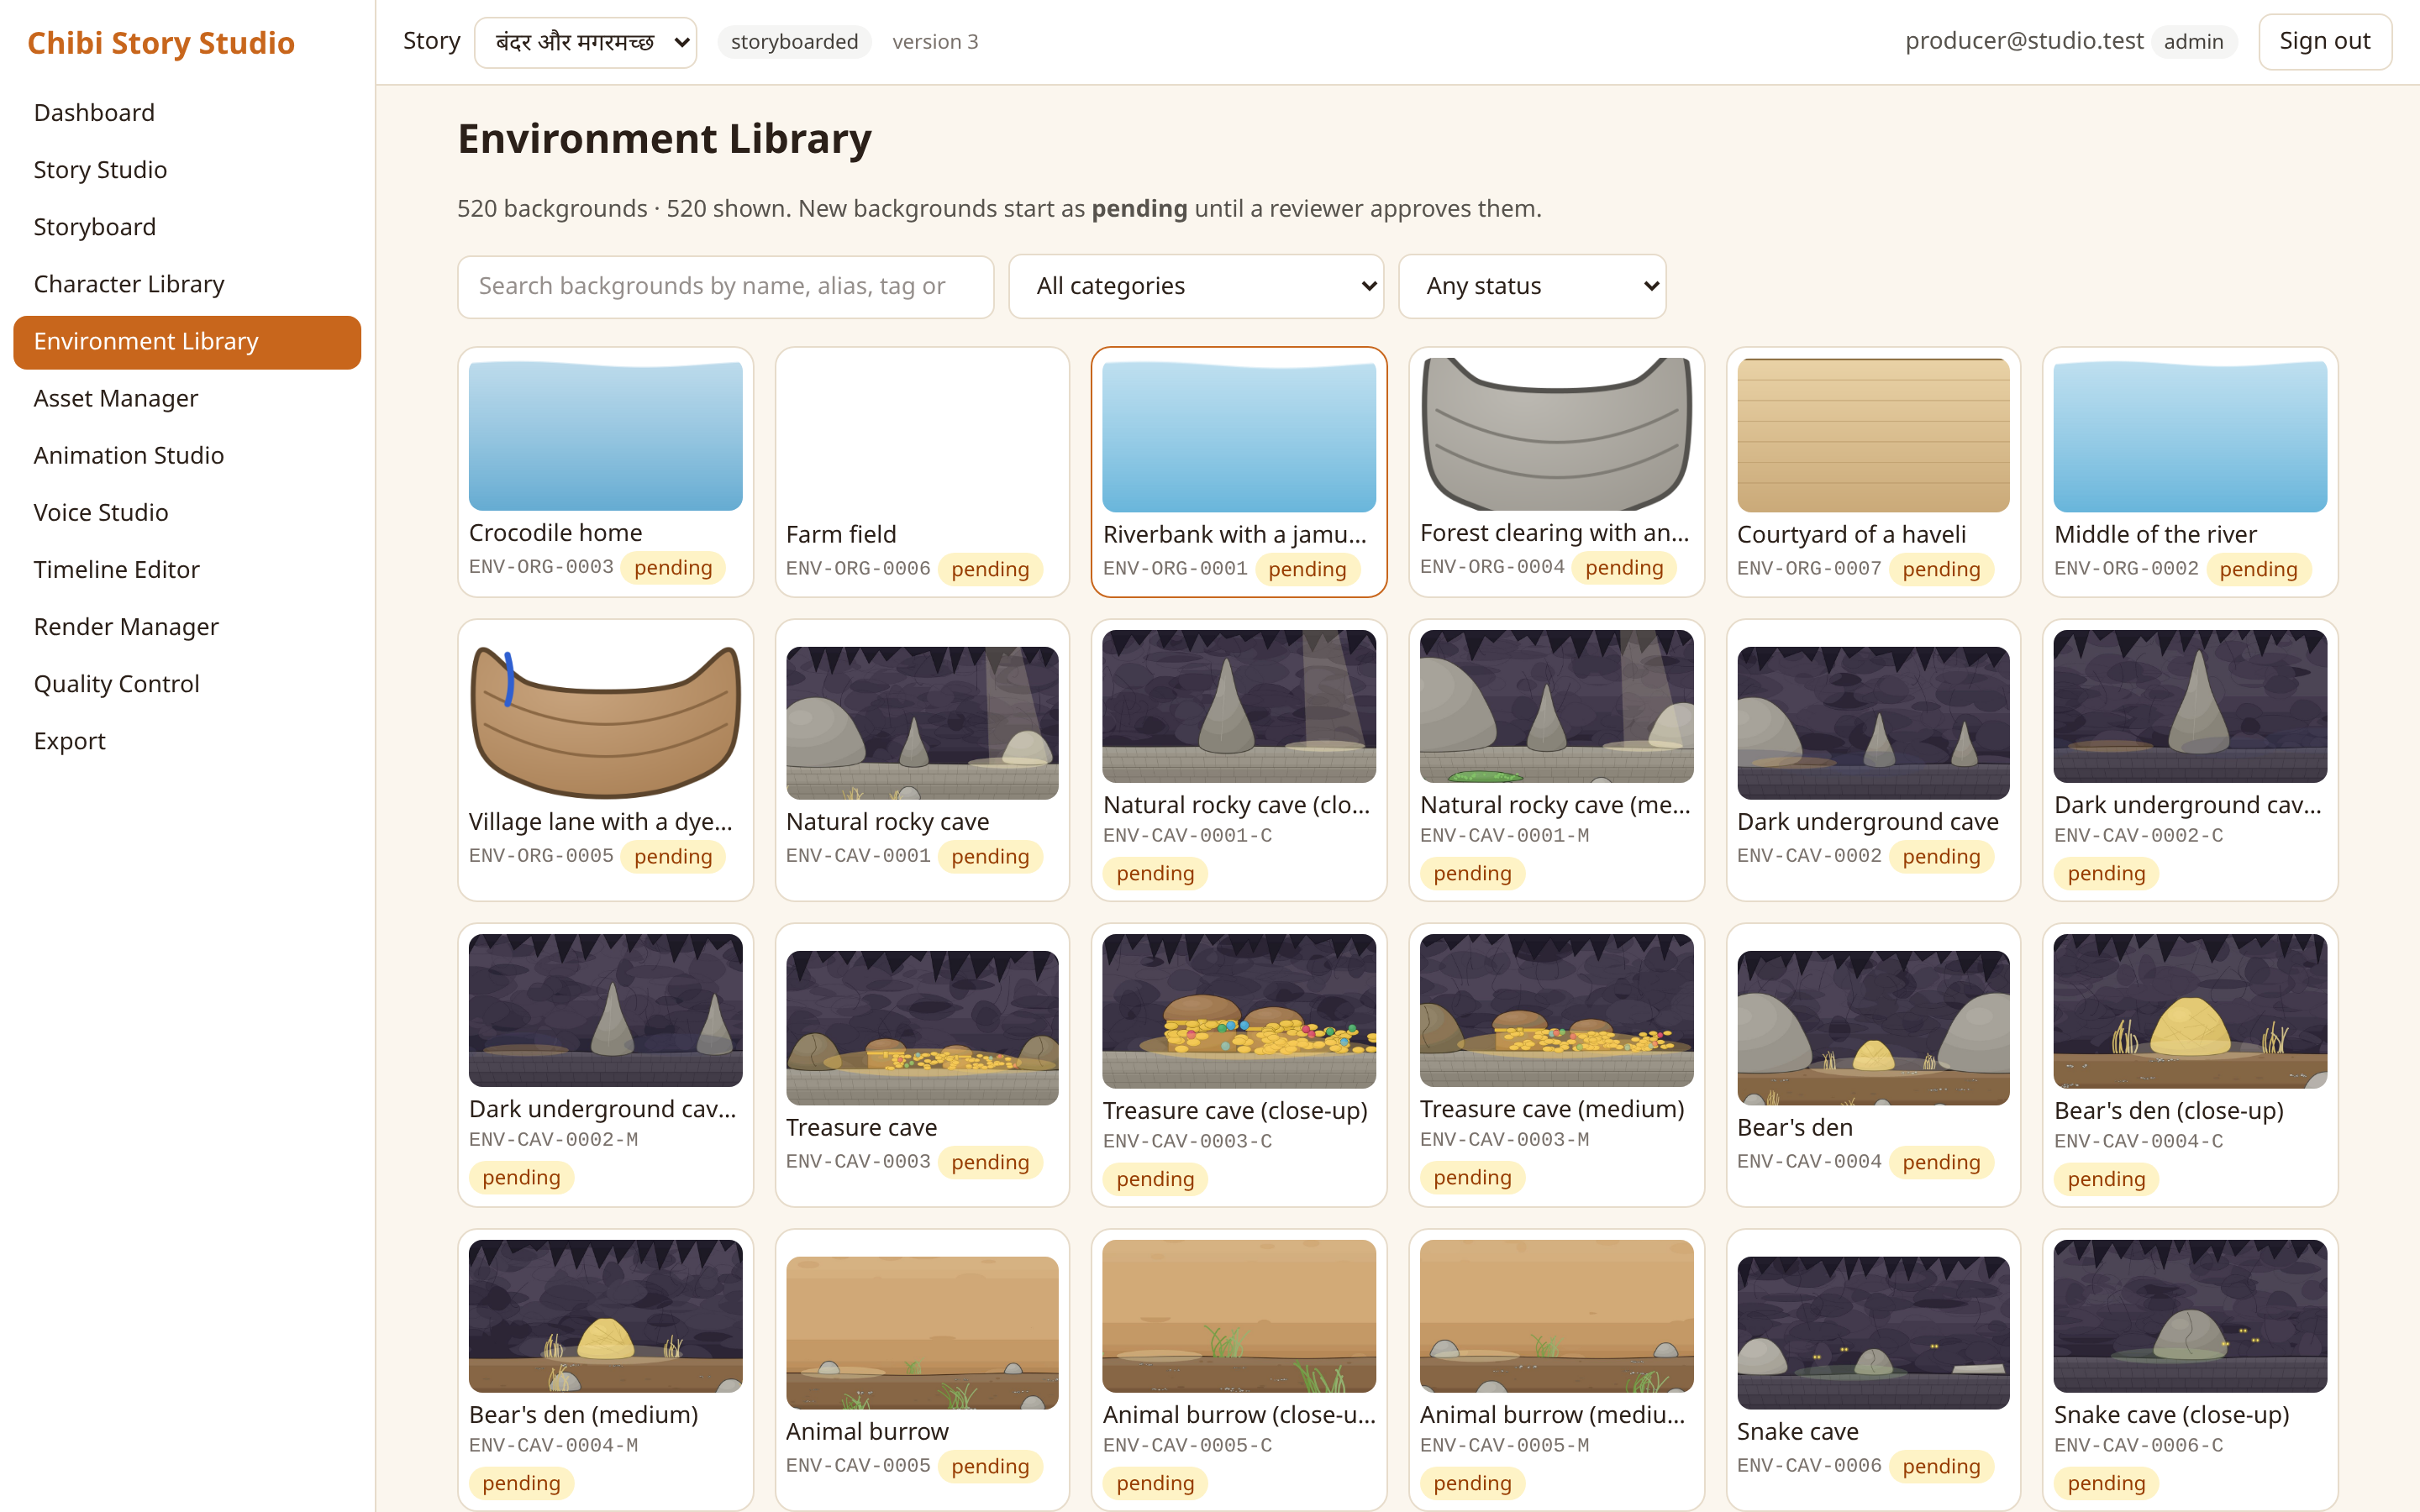 Chibi Story Studio
Story
बंदर और मगरमच्छ
storyboarded
version 3
producer@studio.test
admin
Sign out
Dashboard
Story Studio
Storyboard
Character Library
Environment Library
Asset Manager
Animation Studio
Voice Studio
Timeline Editor
Render Manager
Quality Control
Export
Environment Library
520 backgrounds · 520 shown. New backgrounds start as pending until a reviewer approves them.
Search backgrounds by name, alias, tag or
All categories
Any status
Crocodile home
ENV-ORG-0003 pending
Farm field
ENV-ORG-0006 pending
Riverbank with a jamu...
ENV-ORG-0001 pending
Forest clearing with an...
ENV-ORG-0004 pending
Courtyard of a haveli
ENV-ORG-0007 pending
Middle of the river
ENV-ORG-0002 pending
Village lane with a dye...
ENV-ORG-0005 pending
Natural rocky cave
ENV-CAV-0001 pending
Natural rocky cave (clo...
ENV-CAV-0001-C
pending
Natural rocky cave (me...
ENV-CAV-0001-M
pending
Dark underground cave
ENV-CAV-0002 pending
Dark underground cav...
ENV-CAV-0002-C
pending
Dark underground cav...
ENV-CAV-0002-M
pending
Treasure cave
ENV-CAV-0003 pending
Treasure cave (close-up)
ENV-CAV-0003-C
pending
Treasure cave (medium)
ENV-CAV-0003-M
pending
Bear's den
ENV-CAV-0004 pending
Bear's den (close-up)
ENV-CAV-0004-C
pending
Bear's den (medium)
ENV-CAV-0004-M
pending
Animal burrow
ENV-CAV-0005 pending
Animal burrow (close-u...
ENV-CAV-0005-C
pending
Animal burrow (mediu...
ENV-CAV-0005-M
pending
Snake cave
ENV-CAV-0006 pending
Snake cave (close-up)
ENV-CAV-0006-C
pending